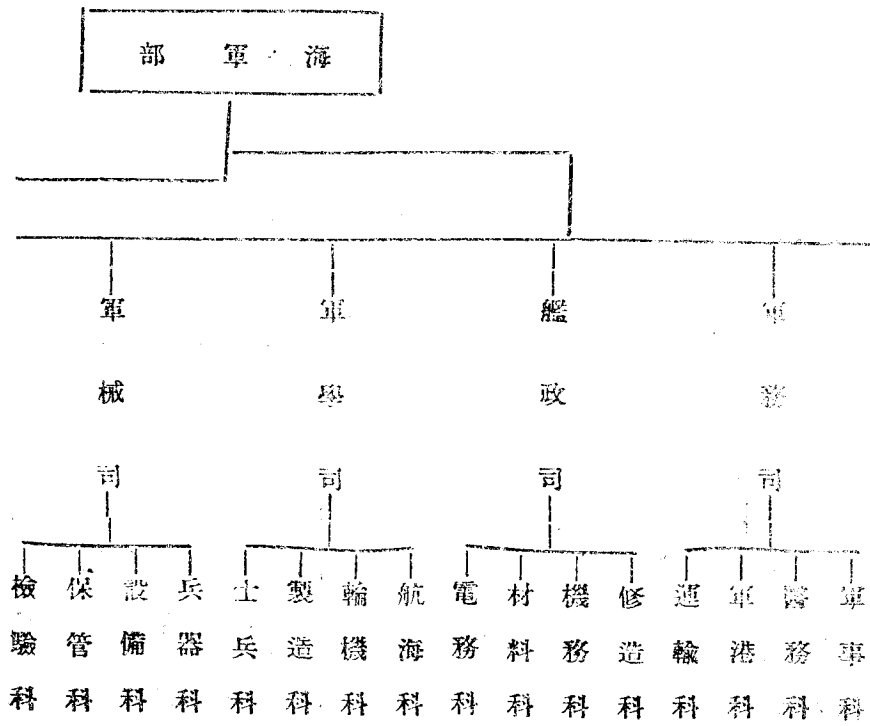 海軍部
軍務司
艦政司
軍學司
軍械司
軍事科
醫務科
軍港科
運輸科
修造科
機務科
材料科
電務科
航海科
輪機科
製造科
士兵科
兵器科
設備科
保管科
檢驗科